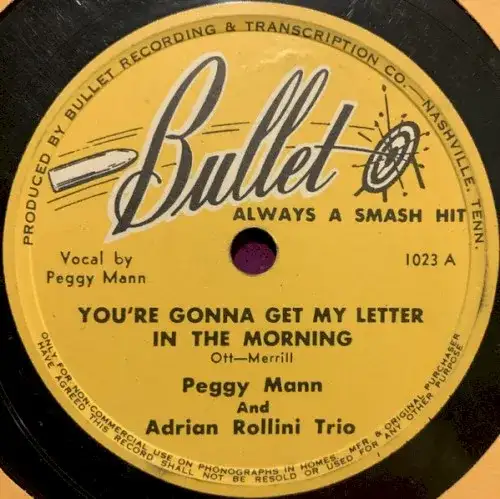 PRODUCED BY BULLET RECORDING & TRANSCRIPTION CO.— NASHVILLE, TENN.
Bullet
ALWAYS A SMASH HIT
Vocal by
Peggy Mann
1023 A
YOU'RE GONNA GET MY LETTER
IN THE MORNING
Ott—Merrill
Peggy Mann
And
Adrian Rollini Trio
ONLY FOR NON-COMMERCIAL USE ON PHONOGRAPHS IN HOMES. MFR & ORIGINAL PURCHASER
HAVE AGREED THIS RECORD SHALL NOT BE RESOLD OR USED FOR ANY OTHER PURPOSE